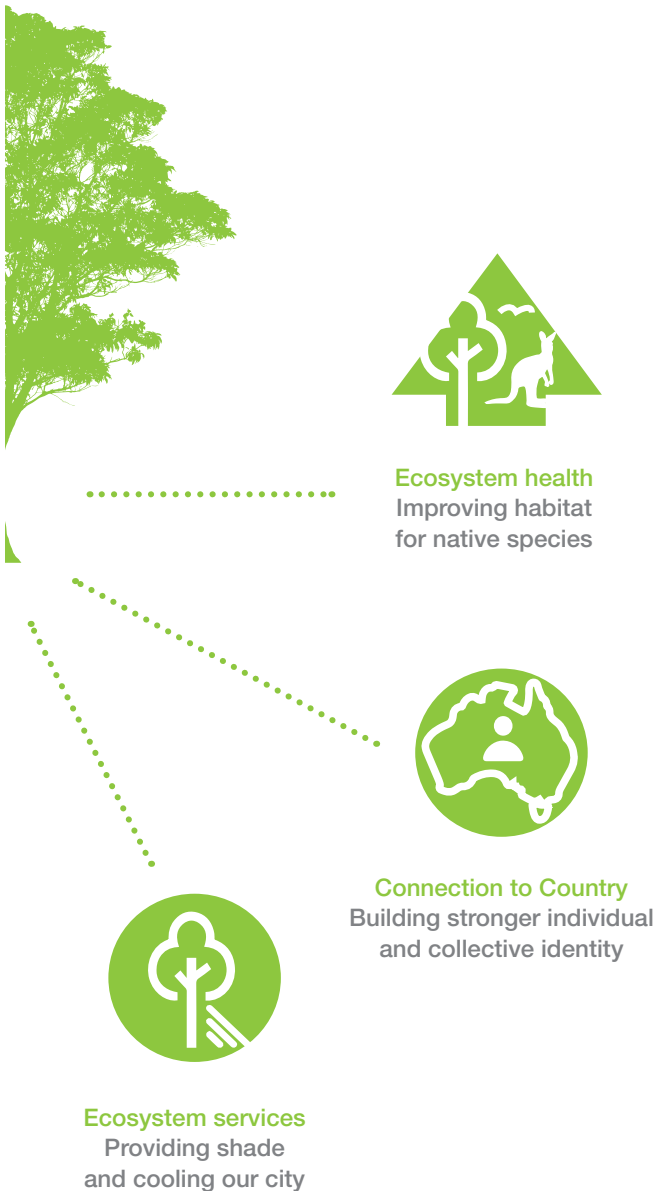 Ecosystem health
Improving habitat
for native species
Connection to Country
Building stronger individual
and collective identity
Ecosystem services
Providing shade
and cooling our city